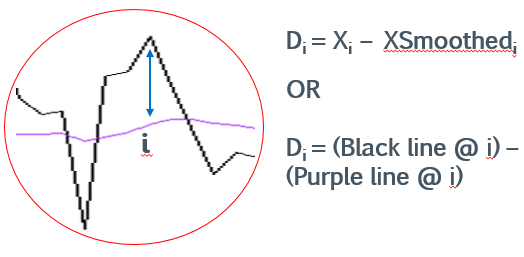 Dᵢ = Xᵢ – XSmoothedᵢ
OR
Dᵢ = (Black line @ i) –
(Purple line @ i)
i